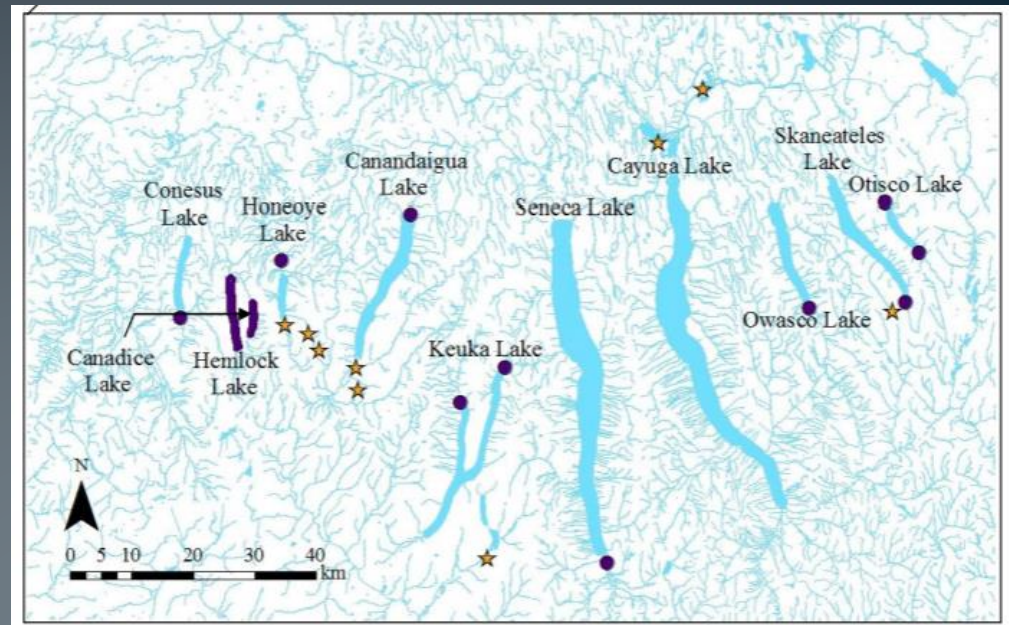 Skaneateles
Lake
Canandaigua
Lake
Cayuga Lake
Conesus
Lake
Otisco Lake
Honeoye
Lake
Seneca Lake
Owasco Lake
Keuka Lake
Canadice
Lake
Hemlock
Lake
N
0 5 10 20 30 40
km